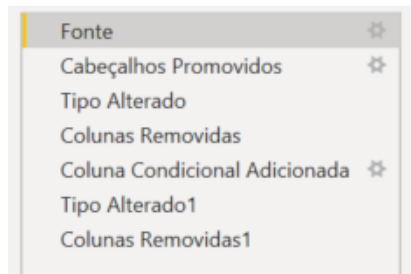 Fonte
Cabeçalhos Promovidos
Tipo Alterado
Colunas Removidas
Coluna Condicional Adicionada
Tipo Alterado1
Colunas Removidas1